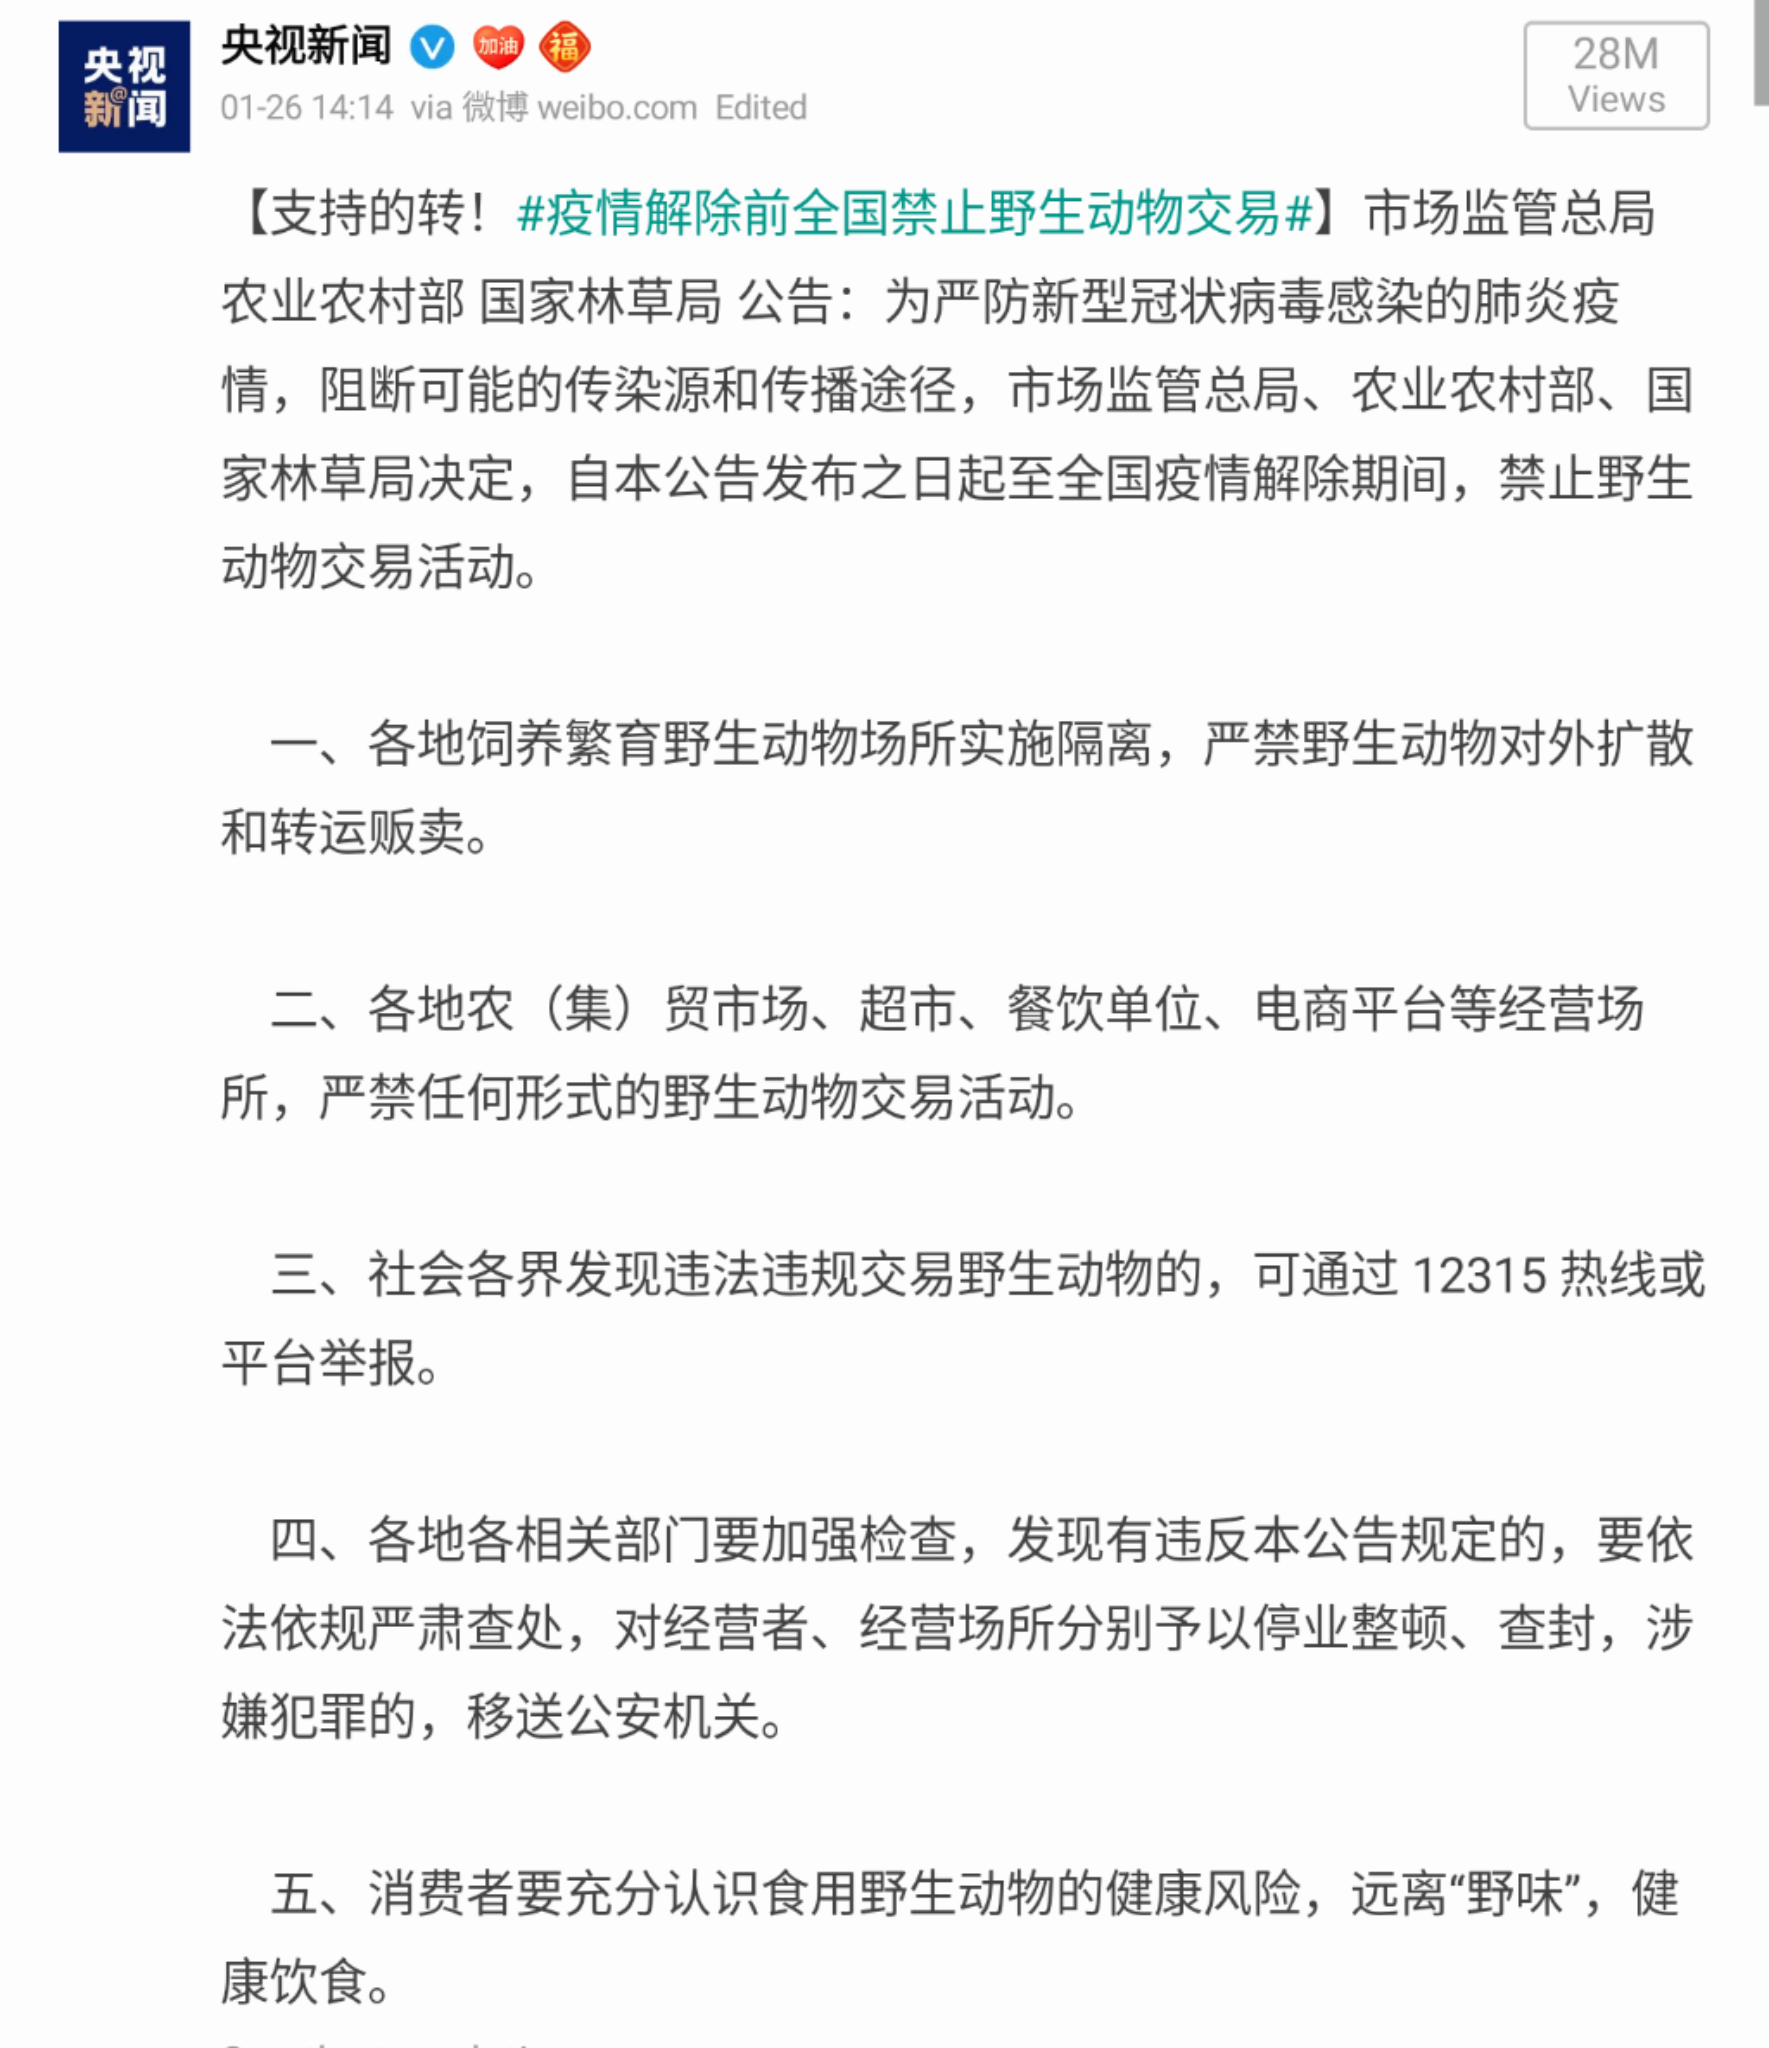 央视
新@闻
央视新闻 V 加油 福
01-26 14:14 via 微博 weibo.com Edited
28M
Views
【支持的转！#疫情解除前全国禁止野生动物交易#】市场监管总局
农业农村部 国家林草局 公告：为严防新型冠状病毒感染的肺炎疫
情，阻断可能的传染源和传播途径，市场监管总局、农业农村部、国
家林草局决定，自本公告发布之日起至全国疫情解除期间，禁止野生
动物交易活动。
一、各地饲养繁育野生动物场所实施隔离，严禁野生动物对外扩散
和转运贩卖。
二、各地农（集）贸市场、超市、餐饮单位、电商平台等经营场
所，严禁任何形式的野生动物交易活动。
三、社会各界发现违法违规交易野生动物的，可通过 12315 热线或
平台举报。
四、各地各相关部门要加强检查，发现有违反本公告规定的，要依
法依规严肃查处，对经营者、经营场所分别予以停业整顿、查封，涉
嫌犯罪的，移送公安机关。
五、消费者要充分认识食用野生动物的健康风险，远离“野味”，健
康饮食。